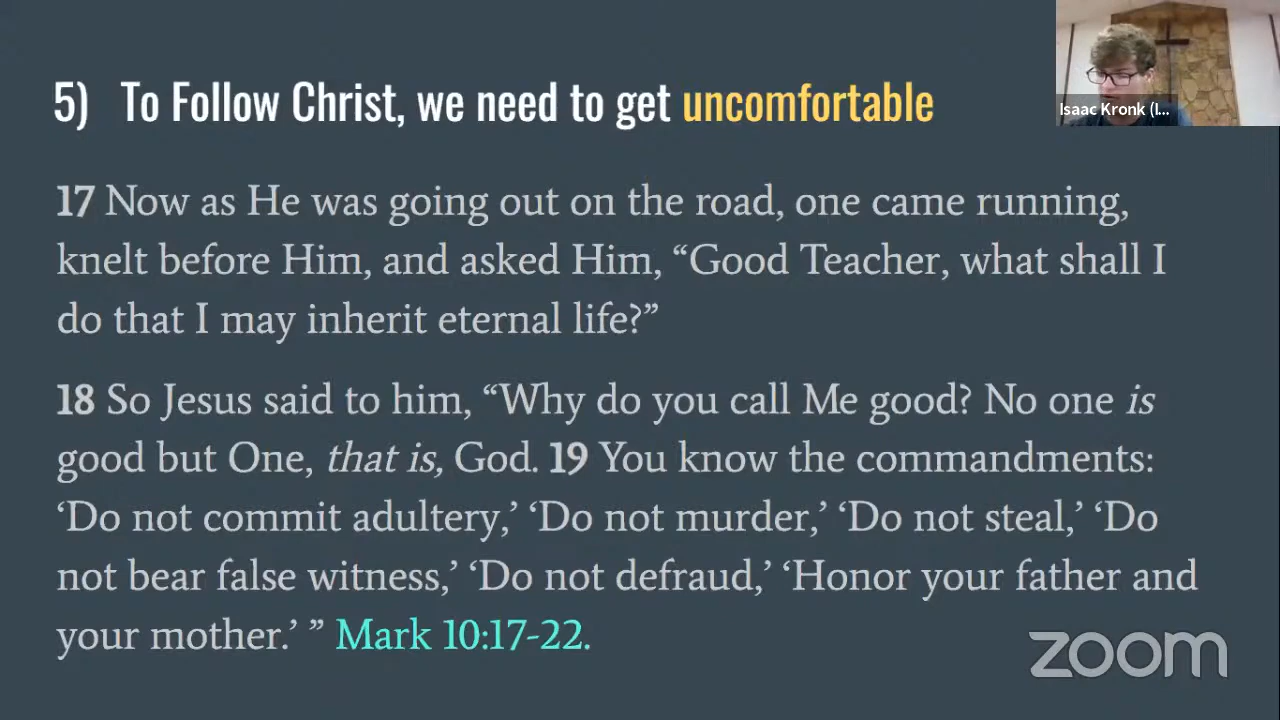 5) To Follow Christ, we need to get uncomfortable
Isaac Kronk (I...
17 Now as He was going out on the road, one came running,
knelt before Him, and asked Him, “Good Teacher, what shall I
do that I may inherit eternal life?”
18 So Jesus said to him, “Why do you call Me good? No one is
good but One, that is, God. 19 You know the commandments:
‘Do not commit adultery,’ ‘Do not murder,’ ‘Do not steal,’ ‘Do
not bear false witness,’ ‘Do not defraud,’ ‘Honor your father and
your mother.’ ” Mark 10:17-22.
zoom